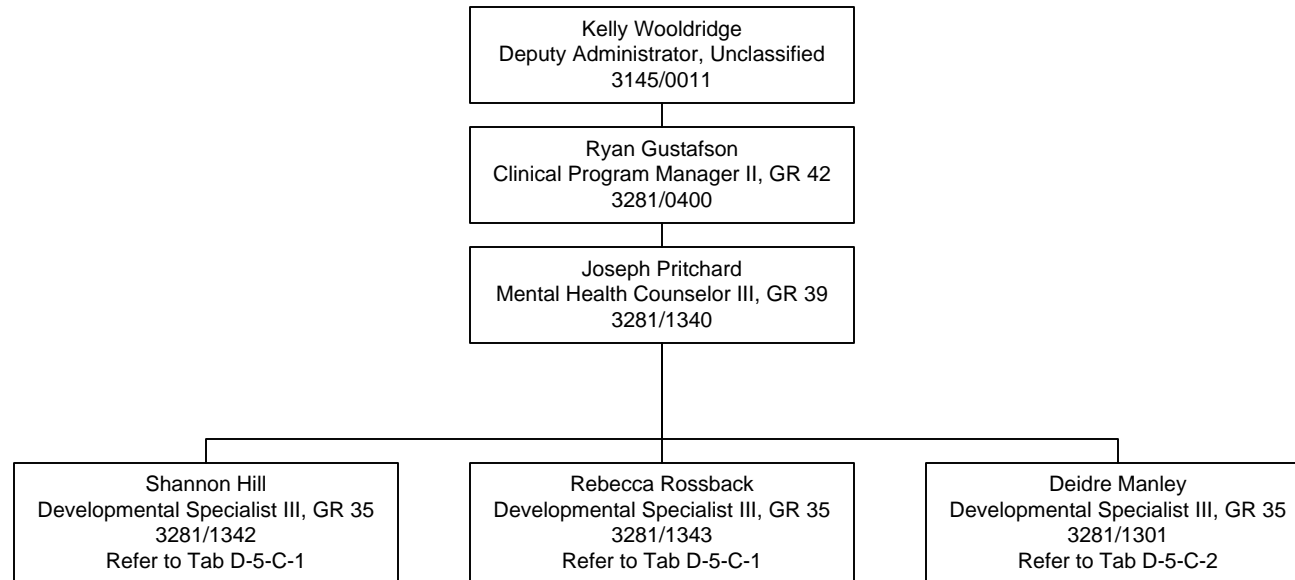 Kelly Wooldridge
Deputy Administrator, Unclassified
3145/0011
Ryan Gustafson
Clinical Program Manager II, GR 42
3281/0400
Joseph Pritchard
Mental Health Counselor III, GR 39
3281/1340
Shannon Hill
Developmental Specialist III, GR 35
3281/1342
Refer to Tab D-5-C-1
Rebecca Rossback
Developmental Specialist III, GR 35
3281/1343
Refer to Tab D-5-C-1
Deidre Manley
Developmental Specialist III, GR 35
3281/1301
Refer to Tab D-5-C-2